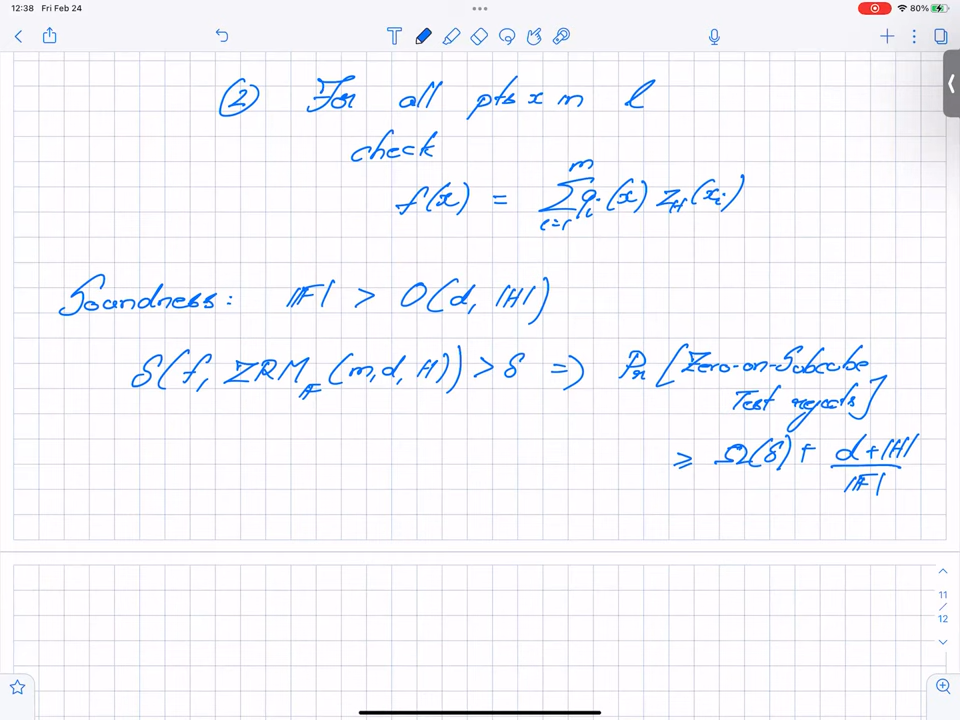 12:38 Fri Feb 24
80%
(2) For all pts x in l
check
f(x) = Σ_{i=1}^{m} q_i(x) Z_H(x_i)
Soundness: |F| > O(d, |H|)
δ(f, ZRM_F(m,d,H)) > δ => Pr[Zero-on-Subcube
Test rejects]
≥ Ω(δ) + (d+|H|)/|F|
11
/
12